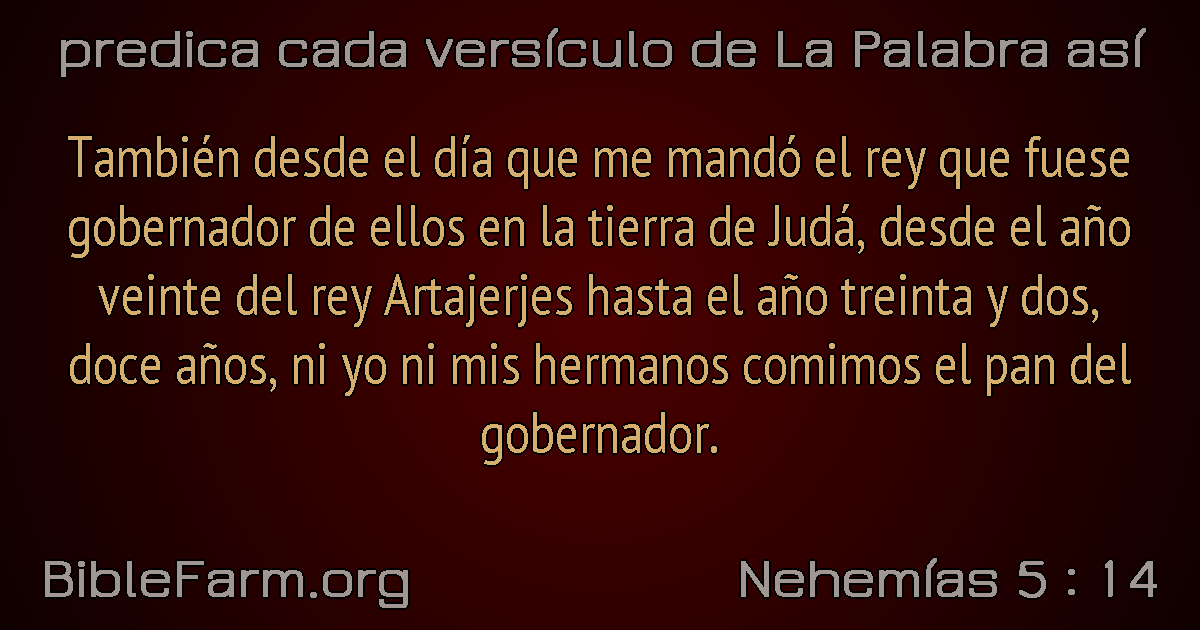 predica cada versículo de La Palabra así
También desde el día que me mandó el rey que fuese
gobernador de ellos en la tierra de Judá, desde el año
veinte del rey Artajerjes hasta el año treinta y dos,
doce años, ni yo ni mis hermanos comimos el pan del
gobernador.
BibleFarm.org
Nehemías 5 : 14